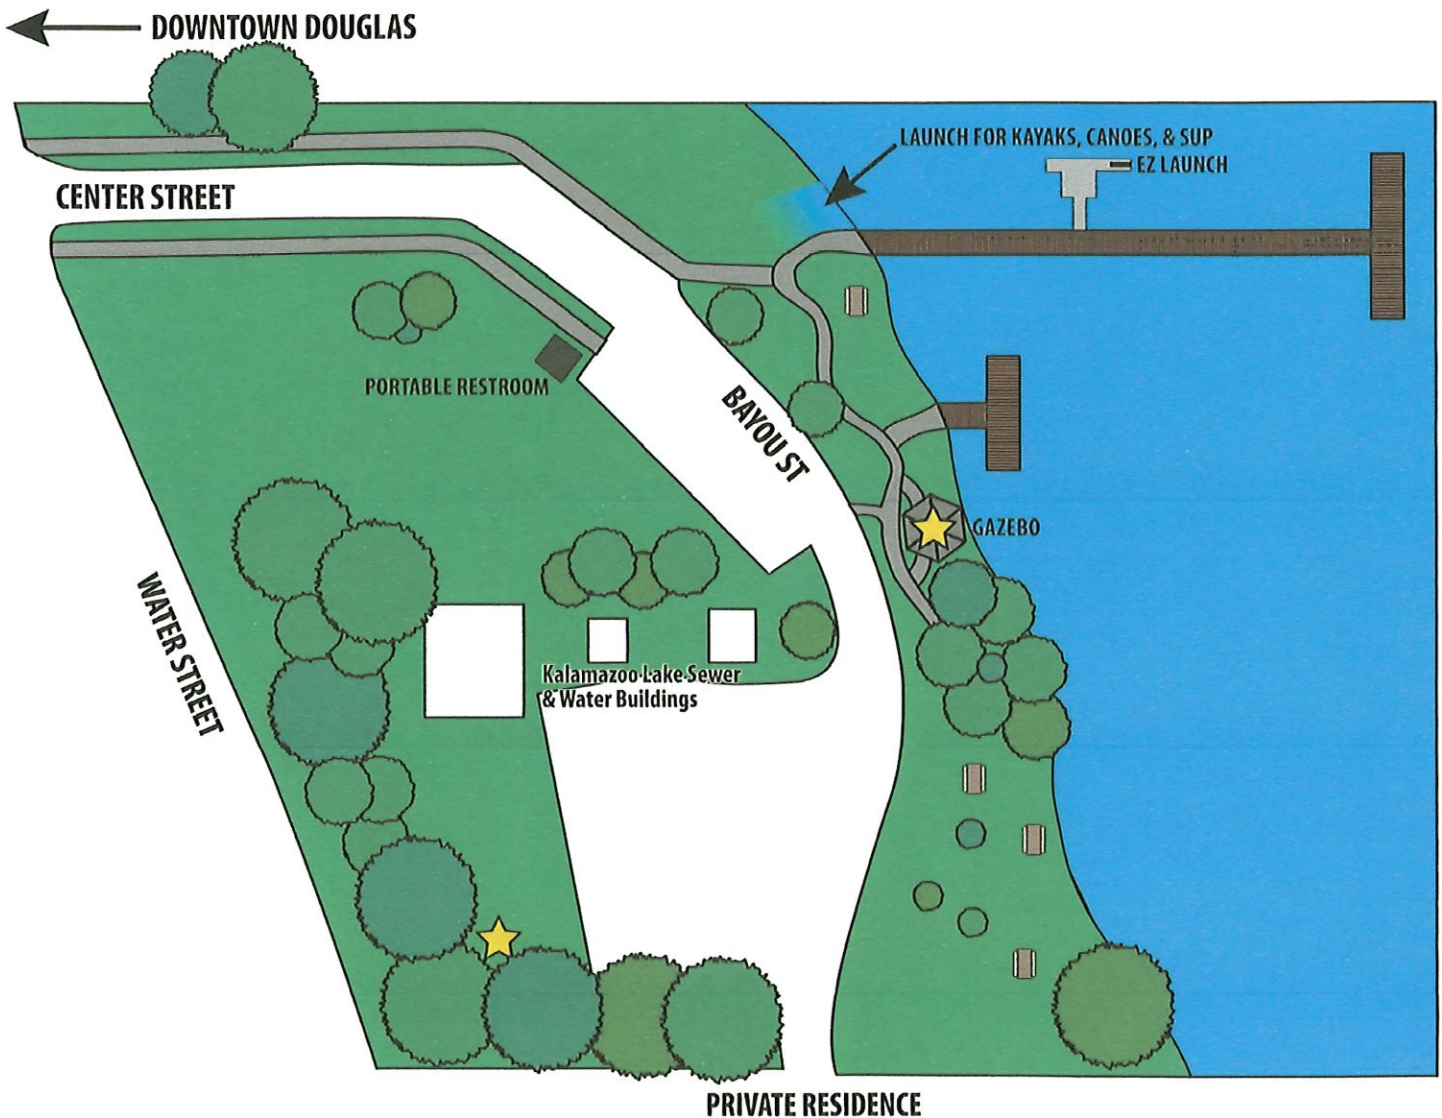 DOWNTOWN DOUGLAS
LAUNCH FOR KAYAKS, CANOES, & SUP
EZ LAUNCH
CENTER STREET
PORTABLE RESTROOM
BAYOU ST
GAZEBO
WATER STREET
Kalamazoo Lake Sewer
& Water Buildings
PRIVATE RESIDENCE